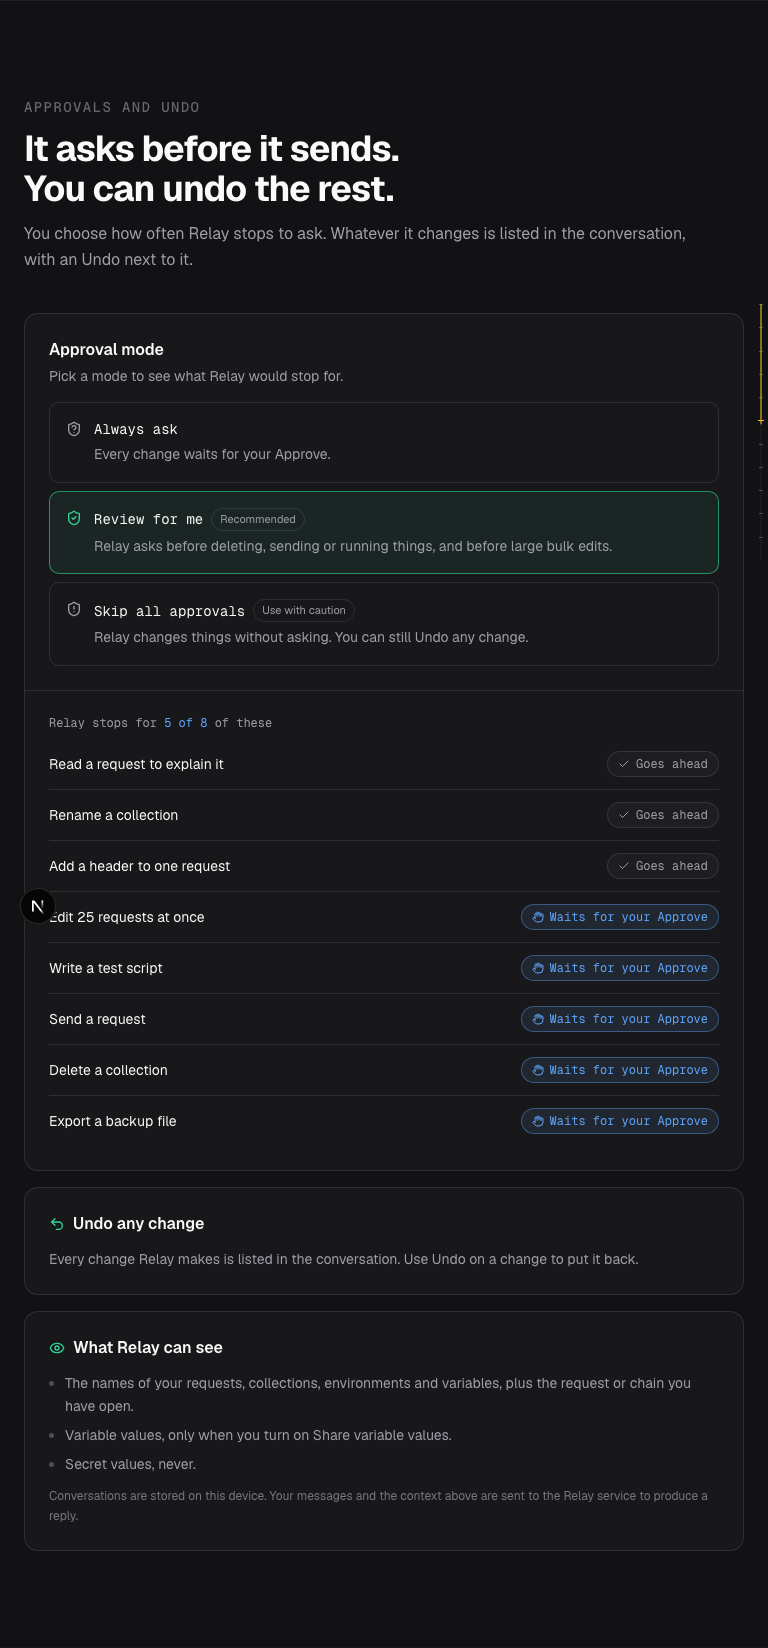 APPROVALS AND UNDO
It asks before it sends.
You can undo the rest.
You choose how often Relay stops to ask. Whatever it changes is listed in the conversation,
with an Undo next to it.
Approval mode
Pick a mode to see what Relay would stop for.
Always ask
Every change waits for your Approve.
Review for me Recommended
Relay asks before deleting, sending or running things, and before large bulk edits.
Skip all approvals Use with caution
Relay changes things without asking. You can still Undo any change.
Relay stops for 5 of 8 of these
Read a request to explain it Goes ahead
Rename a collection Goes ahead
Add a header to one request Goes ahead
N
Edit 25 requests at once Waits for your Approve
Write a test script Waits for your Approve
Send a request Waits for your Approve
Delete a collection Waits for your Approve
Export a backup file Waits for your Approve
Undo any change
Every change Relay makes is listed in the conversation. Use Undo on a change to put it back.
What Relay can see
The names of your requests, collections, environments and variables, plus the request or chain you
have open.
Variable values, only when you turn on Share variable values.
Secret values, never.
Conversations are stored on this device. Your messages and the context above are sent to the Relay service to produce a
reply.